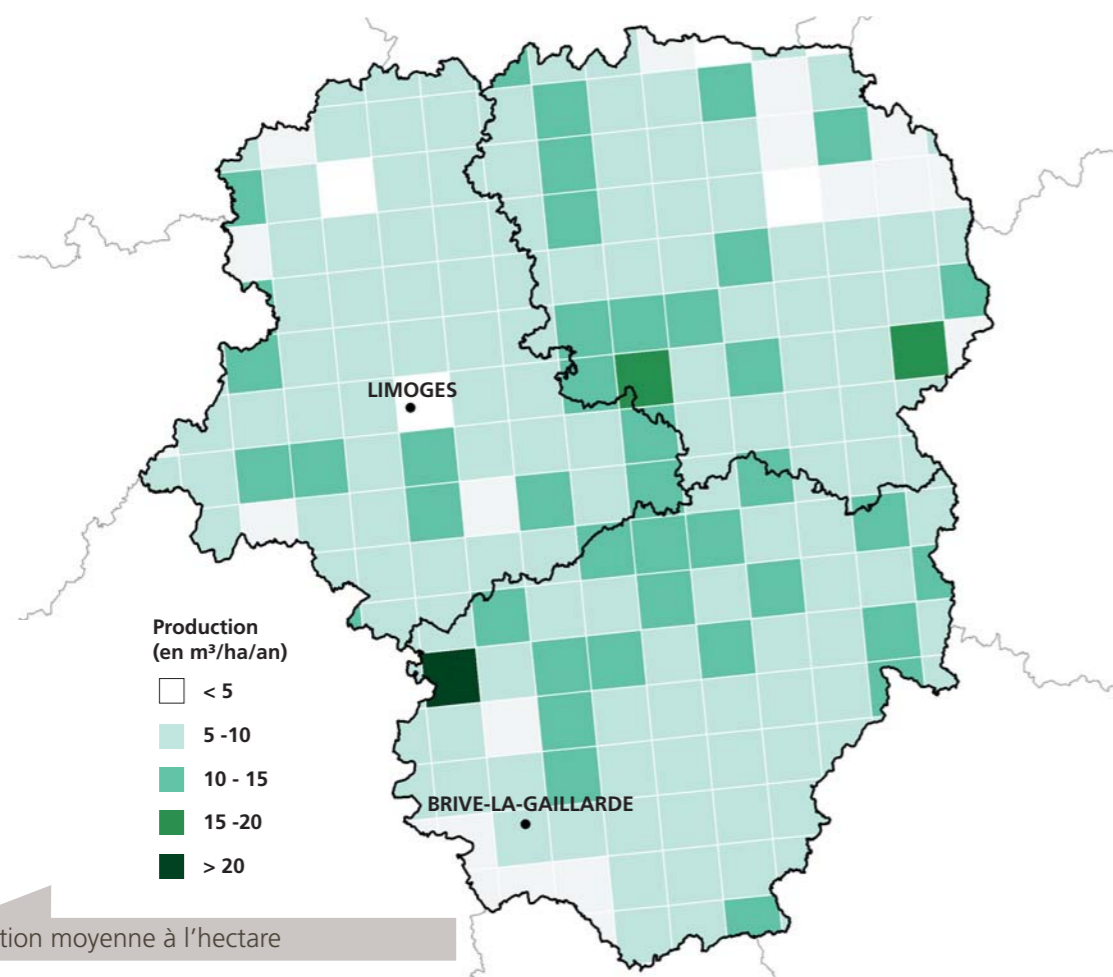 LIMOGES
Production
(en m³/ha/an)
< 5
5 -10
10 - 15
15 -20
> 20
BRIVE-LA-GAILLARDE
tion moyenne à l'hectare